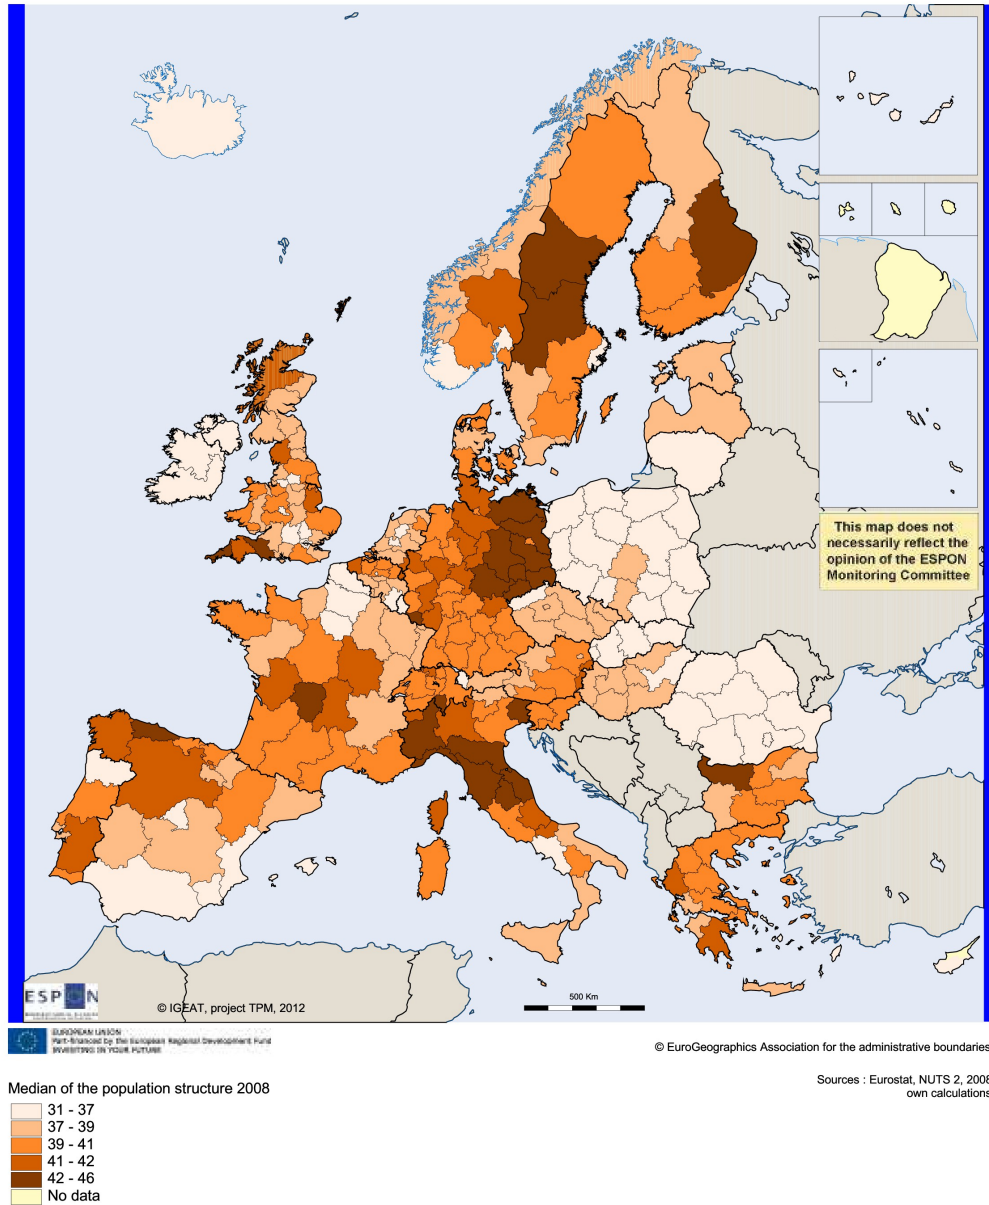 This map does not
necessarily reflect the
opinion of the ESPON
Monitoring Committee
ESPON
© IGEAT, project TPM, 2012
500 Km
EUROPEAN UNION
Part-financed by the European Regional Development Fund
INVESTING IN YOUR FUTURE
© EuroGeographics Association for the administrative boundaries
Sources : Eurostat, NUTS 2, 2008
own calculations
Median of the population structure 2008
31 - 37
37 - 39
39 - 41
41 - 42
42 - 46
No data